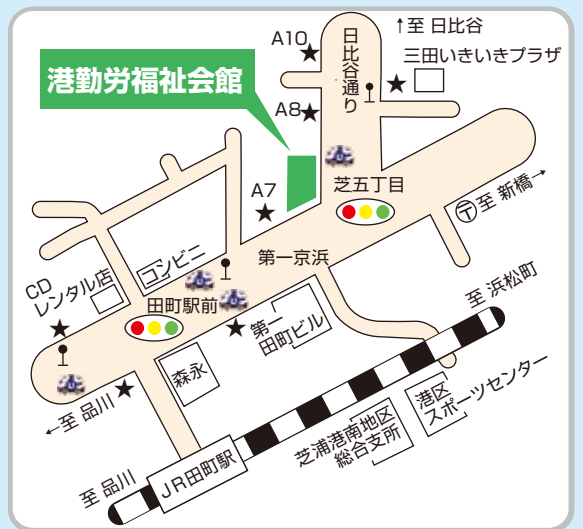 ↑至 日比谷
A10
日比谷通り
三田いきいきプラザ
港勤労福祉会館
A8
A7
芝五丁目
〒至 新橋→
第一京浜
コンビニ
CD
レンタル店
田町駅前
第一
田町ビル
至 浜松町
森永
←至 品川
港区
スポーツセンター
芝浦港南地区
総合支所
JR田町駅
至 品川